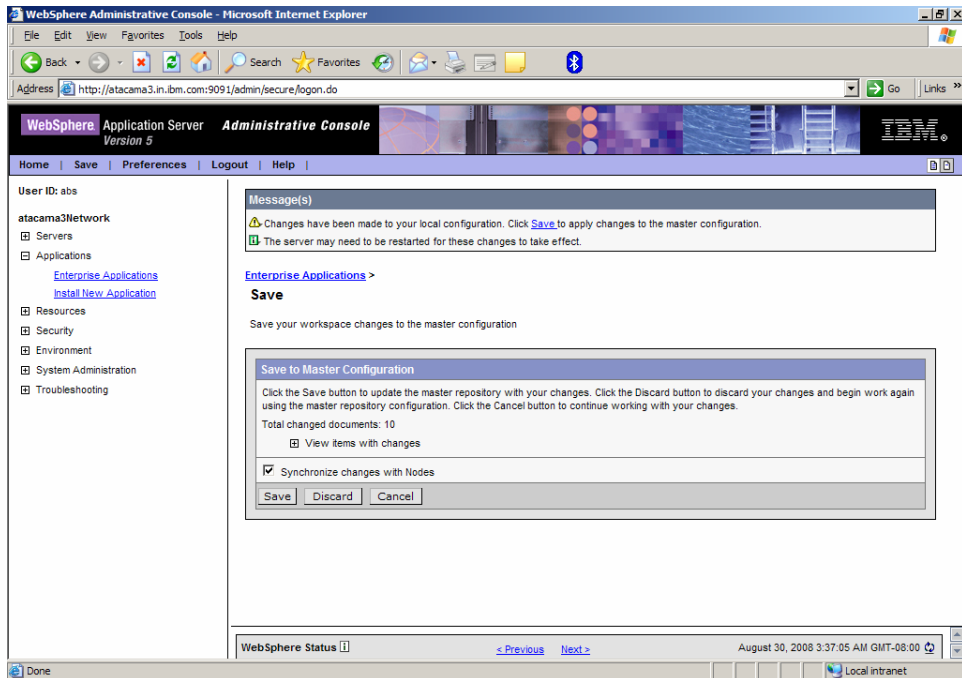 WebSphere Administrative Console - Microsoft Internet Explorer
File Edit View Favorites Tools Help
Back Search Favorites
Address http://atacama3.in.ibm.com:9091/admin/secure/logon.do Go Links »
WebSphere. Application Server Administrative Console IBM®
Version 5
Home | Save | Preferences | Logout | Help |
User ID: abs
atacama3Network
Servers
Applications
Enterprise Applications
Install New Application
Resources
Security
Environment
System Administration
Troubleshooting
Message(s)
Changes have been made to your local configuration. Click Save to apply changes to the master configuration.
The server may need to be restarted for these changes to take effect.
Enterprise Applications >
Save
Save your workspace changes to the master configuration
Save to Master Configuration
Click the Save button to update the master repository with your changes. Click the Discard button to discard your changes and begin work again
using the master repository configuration. Click the Cancel button to continue working with your changes.
Total changed documents: 10
View items with changes
Synchronize changes with Nodes
Save Discard Cancel
WebSphere Status i < Previous Next > August 30, 2008 3:37:05 AM GMT-08:00
Done Local intranet